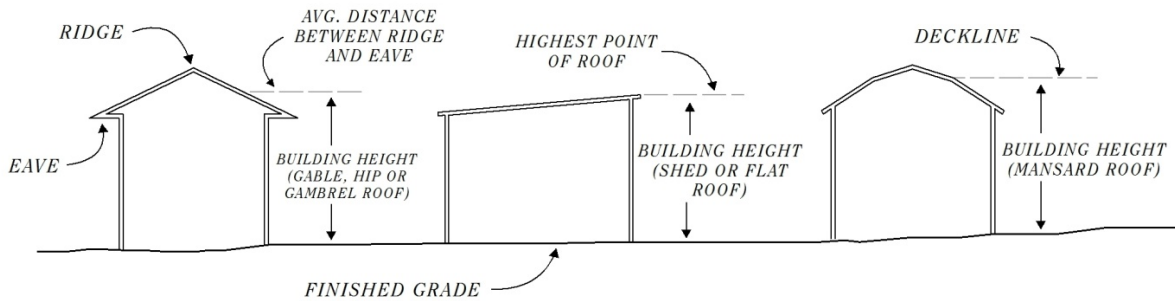 RIDGE
AVG. DISTANCE
BETWEEN RIDGE
AND EAVE
EAVE
BUILDING HEIGHT
(GABLE, HIP OR
GAMBREL ROOF)
HIGHEST POINT
OF ROOF
BUILDING HEIGHT
(SHED OR FLAT
ROOF)
DECKLINE
BUILDING HEIGHT
(MANSARD ROOF)
FINISHED GRADE